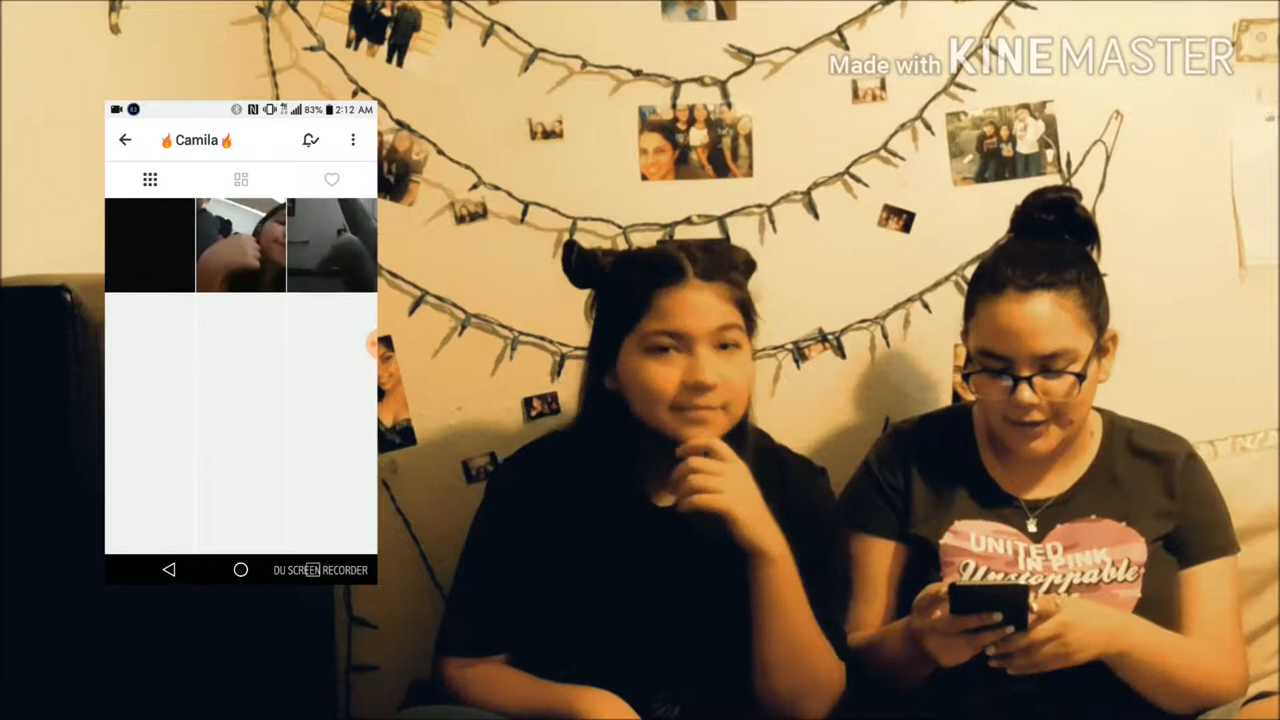 Made with KINEMASTER
83% 2:12 AM
🔥Camila🔥
UNITED
IN PINK
Unstoppable
DU SCREEN RECORDER